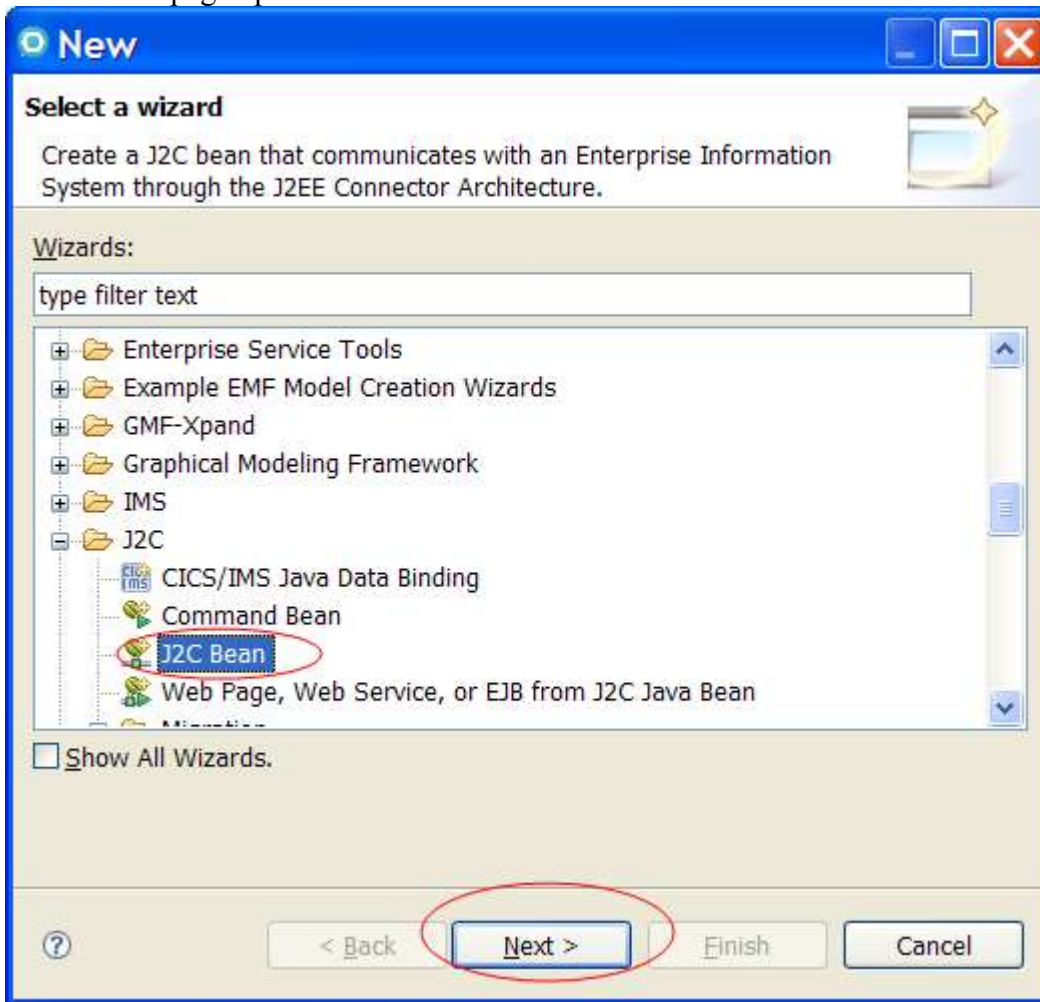 New
Select a wizard
Create a J2C bean that communicates with an Enterprise Information
System through the J2EE Connector Architecture.
Wizards:
type filter text
Enterprise Service Tools
Example EMF Model Creation Wizards
GMF-Xpand
Graphical Modeling Framework
IMS
J2C
CICS/IMS Java Data Binding
Command Bean
J2C Bean
Web Page, Web Service, or EJB from J2C Java Bean
Show All Wizards.
< Back Next > Finish Cancel